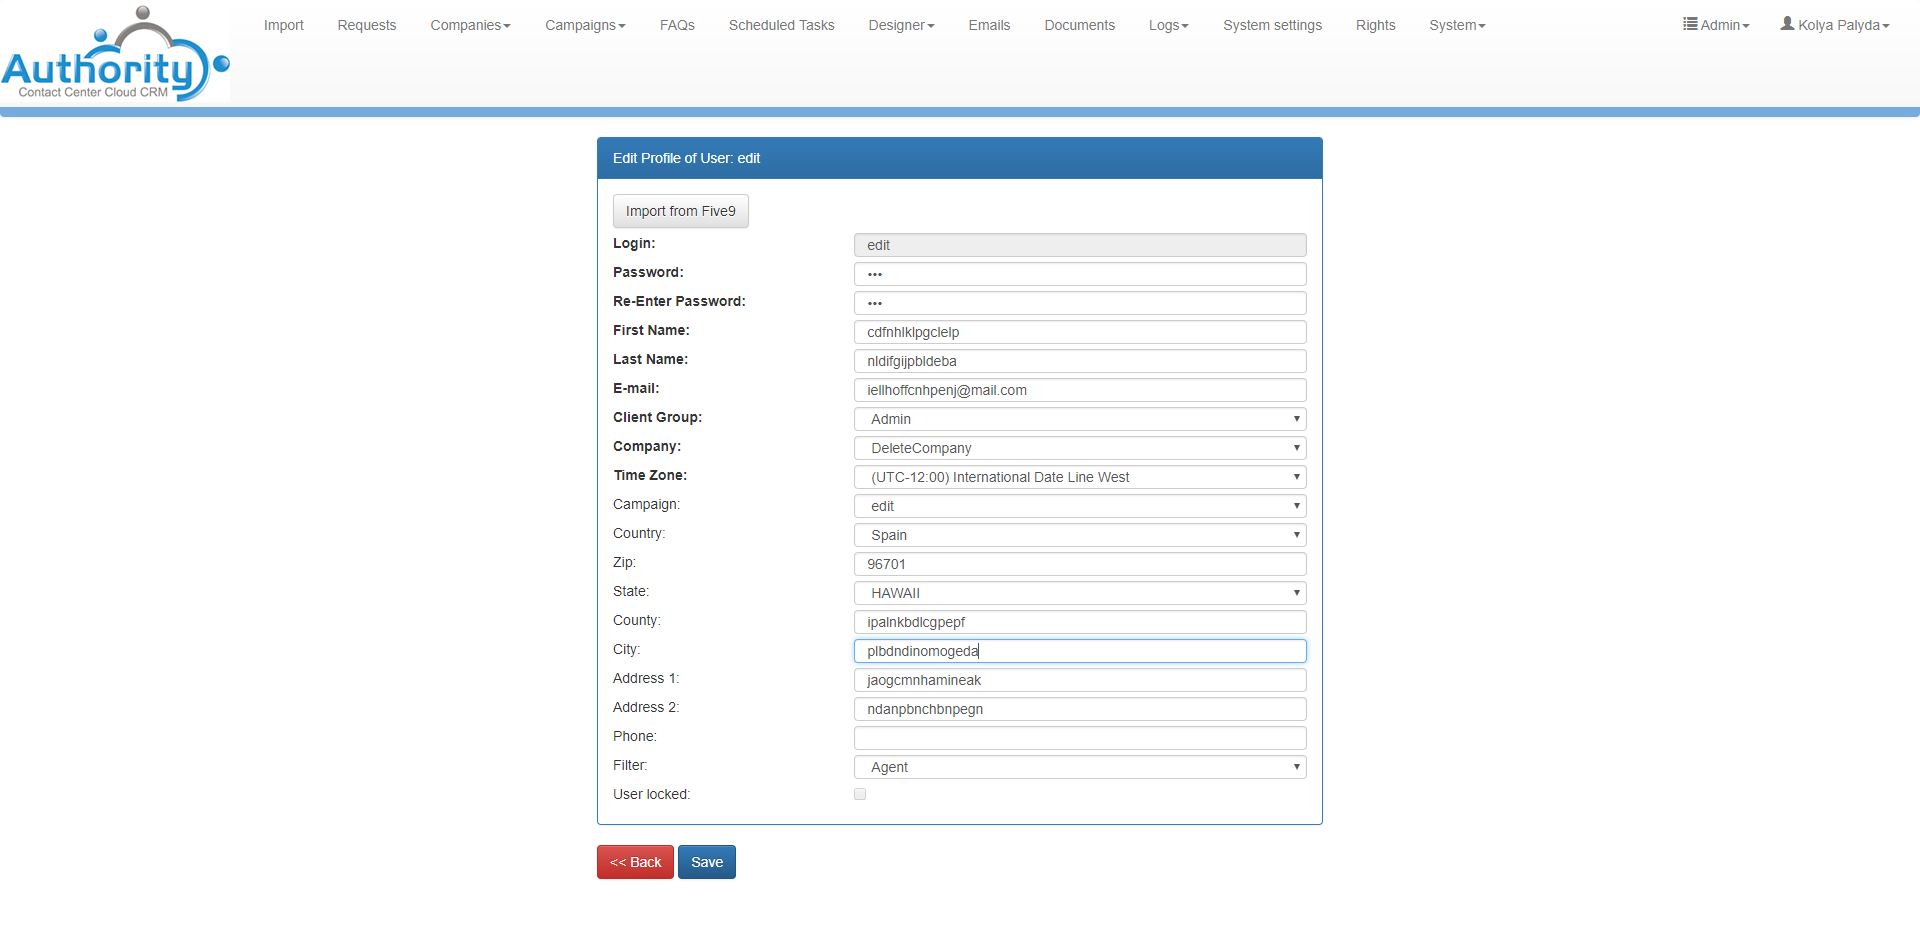 Authority
Contact Center Cloud CRM
Import Requests Companies Campaigns FAQs Scheduled Tasks Designer Emails Documents Logs System settings Rights System Admin Kolya Palyda
Edit Profile of User: edit
Import from Five9
Login: edit
Password: •••
Re-Enter Password: •••
First Name: cdfnhlklpgclelp
Last Name: nldifgijpbldeba
E-mail: iellhoffcnhpenj@mail.com
Client Group: Admin
Company: DeleteCompany
Time Zone: (UTC-12:00) International Date Line West
Campaign: edit
Country: Spain
Zip: 96701
State: HAWAII
County: ipalnkbdlcgpepf
City: plbdndinomogeda
Address 1: jaogcmnhamineak
Address 2: ndanpbnchbnpegn
Phone:
Filter: Agent
User locked:
<< Back Save